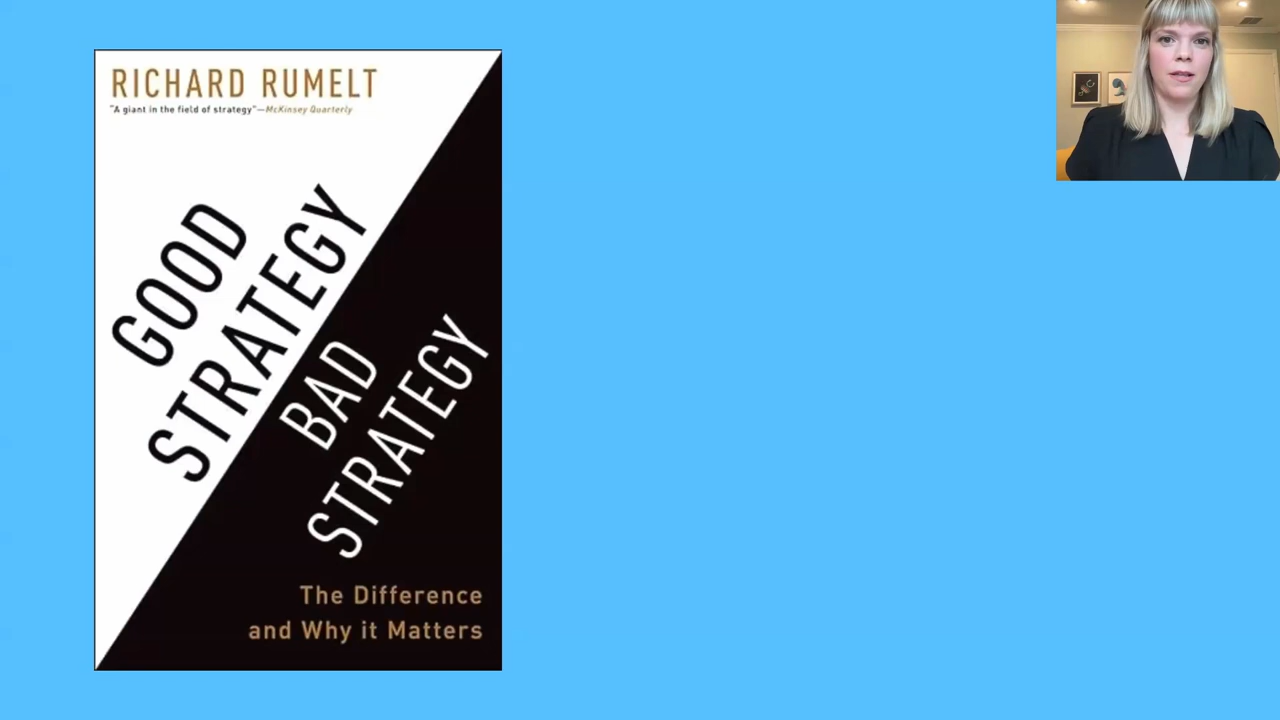 RICHARD RUMELT
"A giant in the field of strategy"—McKinsey Quarterly
GOOD
STRATEGY
BAD
STRATEGY
The Difference
and Why it Matters